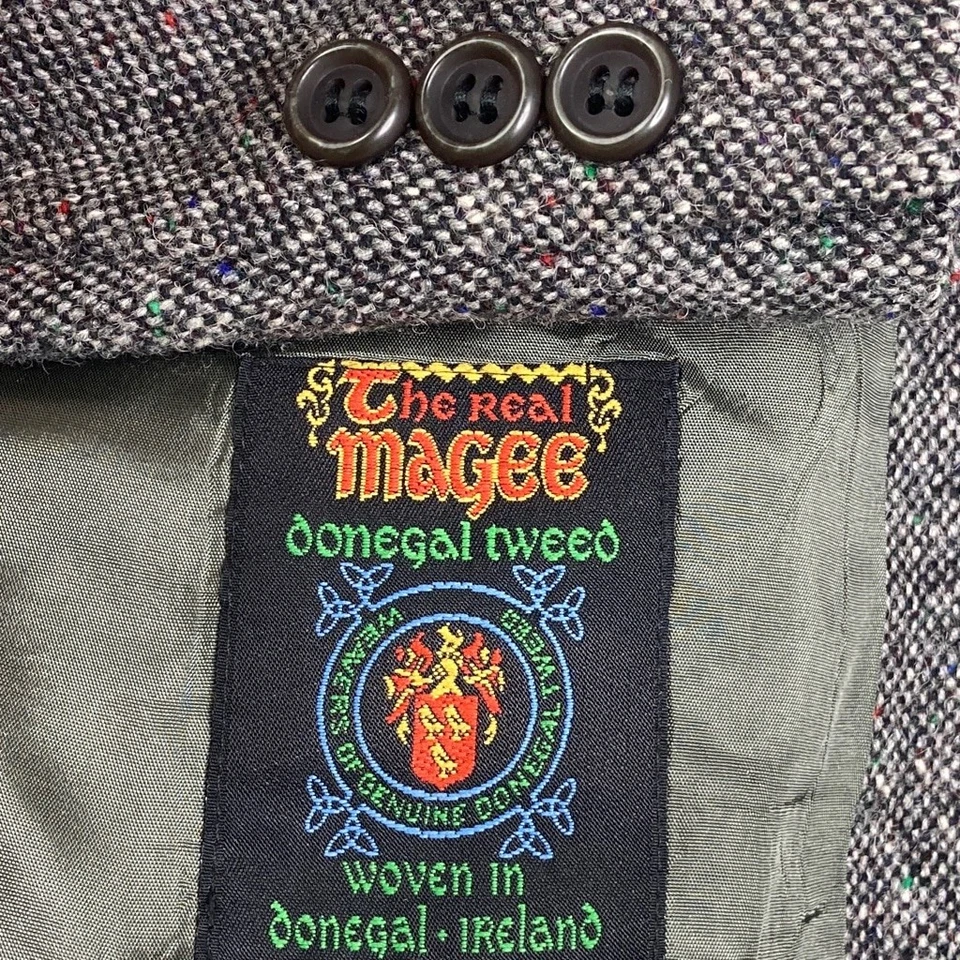 The Real
Magee
donegal tweed
WEAVERS OF GENUINE DONEGAL TWEED
WOVEN IN
donegal · IReland